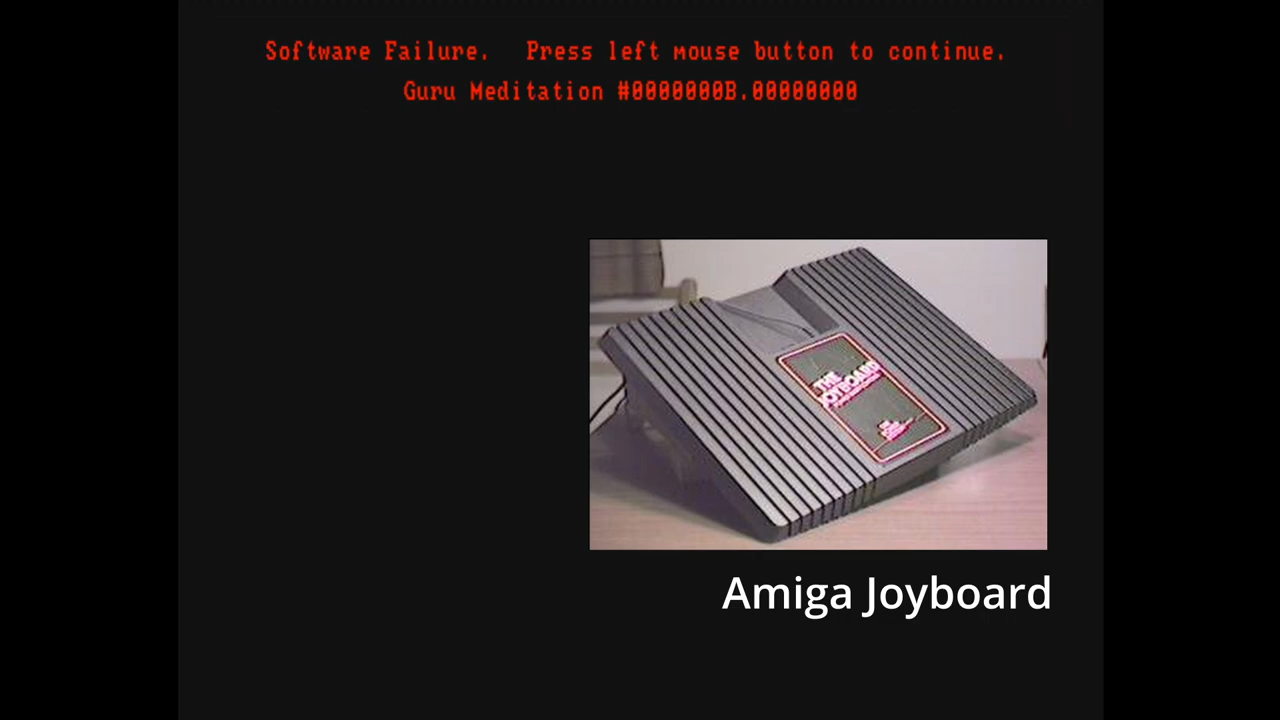 Software Failure. Press left mouse button to continue.
Guru Meditation #0000000B.00000000
THE
JOYBOARD
Amiga Joyboard